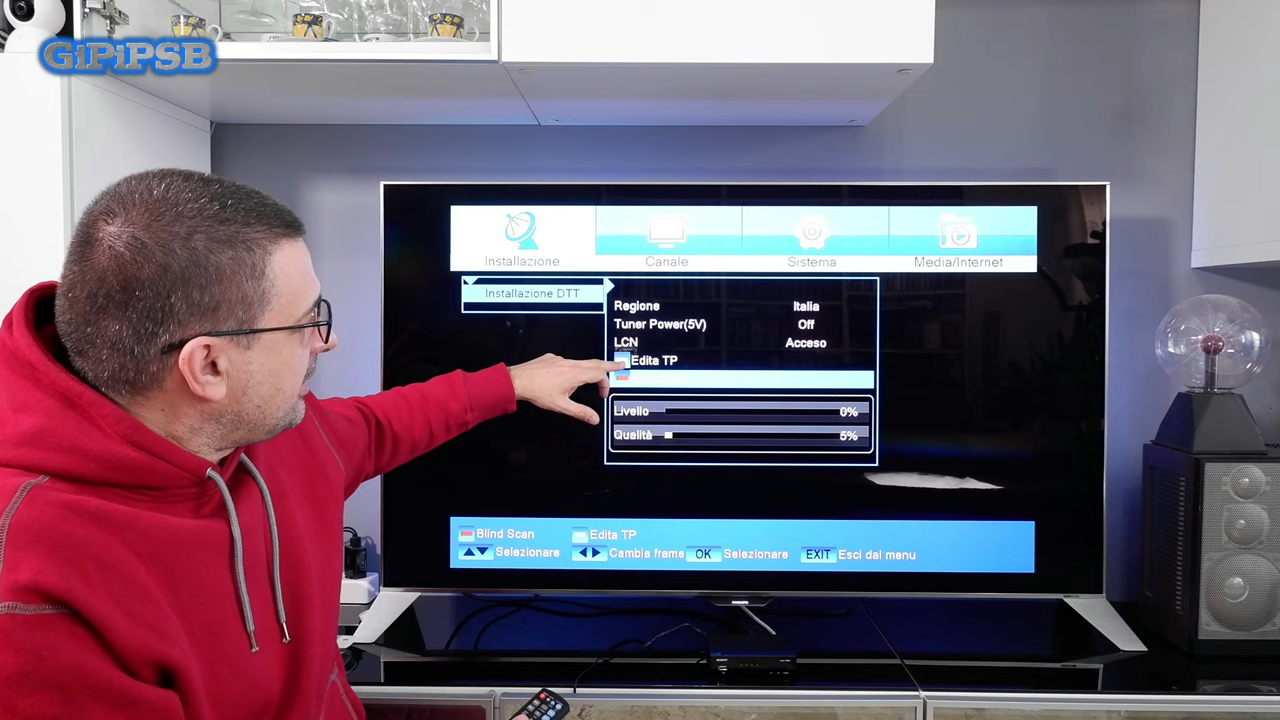 GiPiPSB
Installazione
Canale
Sistema
Media/Internet
Installazione DTT
Regione Italia
Tuner Power(5V) Off
LCN Acceso
Edita TP
Livello 0%
Qualità 5%
Blind Scan Edita TP
Selezionare Cambia frame OK Selezionare EXIT Esci dal menu